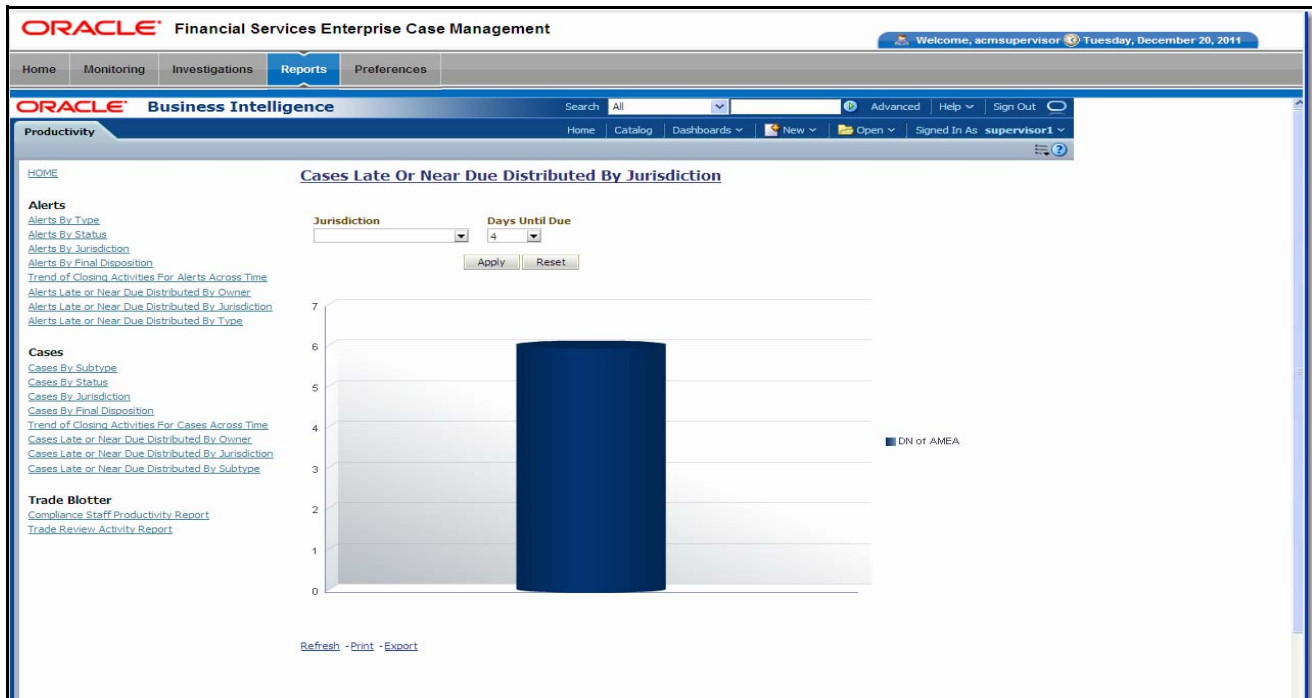 ORACLE® Financial Services Enterprise Case Management
Welcome, acmsupervisor Tuesday, December 20, 2011
Home Monitoring Investigations Reports Preferences
ORACLE® Business Intelligence
Search All Advanced Help Sign Out
Productivity
Home Catalog Dashboards New Open Signed In As supervisor1
HOME
Alerts
Alerts By Type
Alerts By Status
Alerts By Jurisdiction
Alerts By Final Disposition
Trend of Closing Activities For Alerts Across Time
Alerts Late or Near Due Distributed By Owner
Alerts Late or Near Due Distributed By Jurisdiction
Alerts Late or Near Due Distributed By Type
Cases
Cases By Subtype
Cases By Status
Cases By Jurisdiction
Cases By Final Disposition
Trend of Closing Activities For Cases Across Time
Cases Late or Near Due Distributed By Owner
Cases Late or Near Due Distributed By Jurisdiction
Cases Late or Near Due Distributed By Subtype
Trade Blotter
Compliance Staff Productivity Report
Trade Review Activity Report
Cases Late Or Near Due Distributed By Jurisdiction
Jurisdiction Days Until Due
4
Apply Reset
7
6
5
4
3
2
1
0
DN of AMEA
Refresh - Print - Export